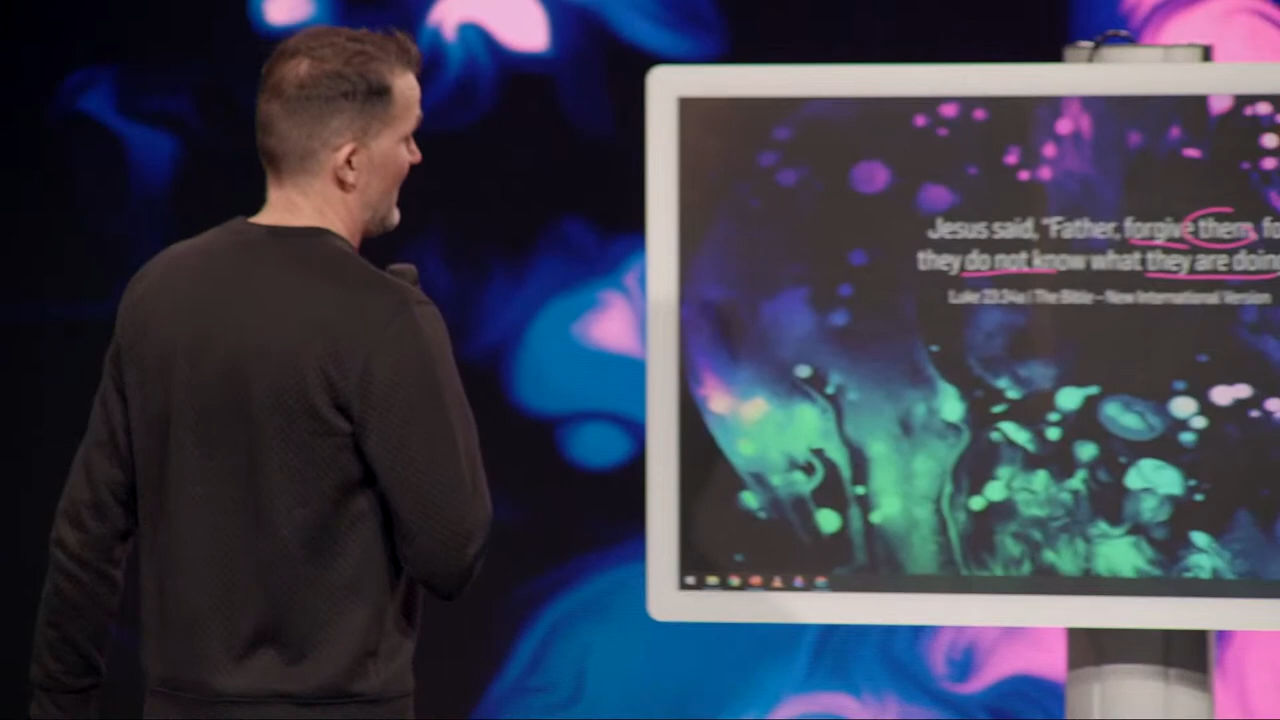 Jesus said, "Father, forgive them, fo
they do not know what they are doing
Luke 23:34a | The Bible – New International Version